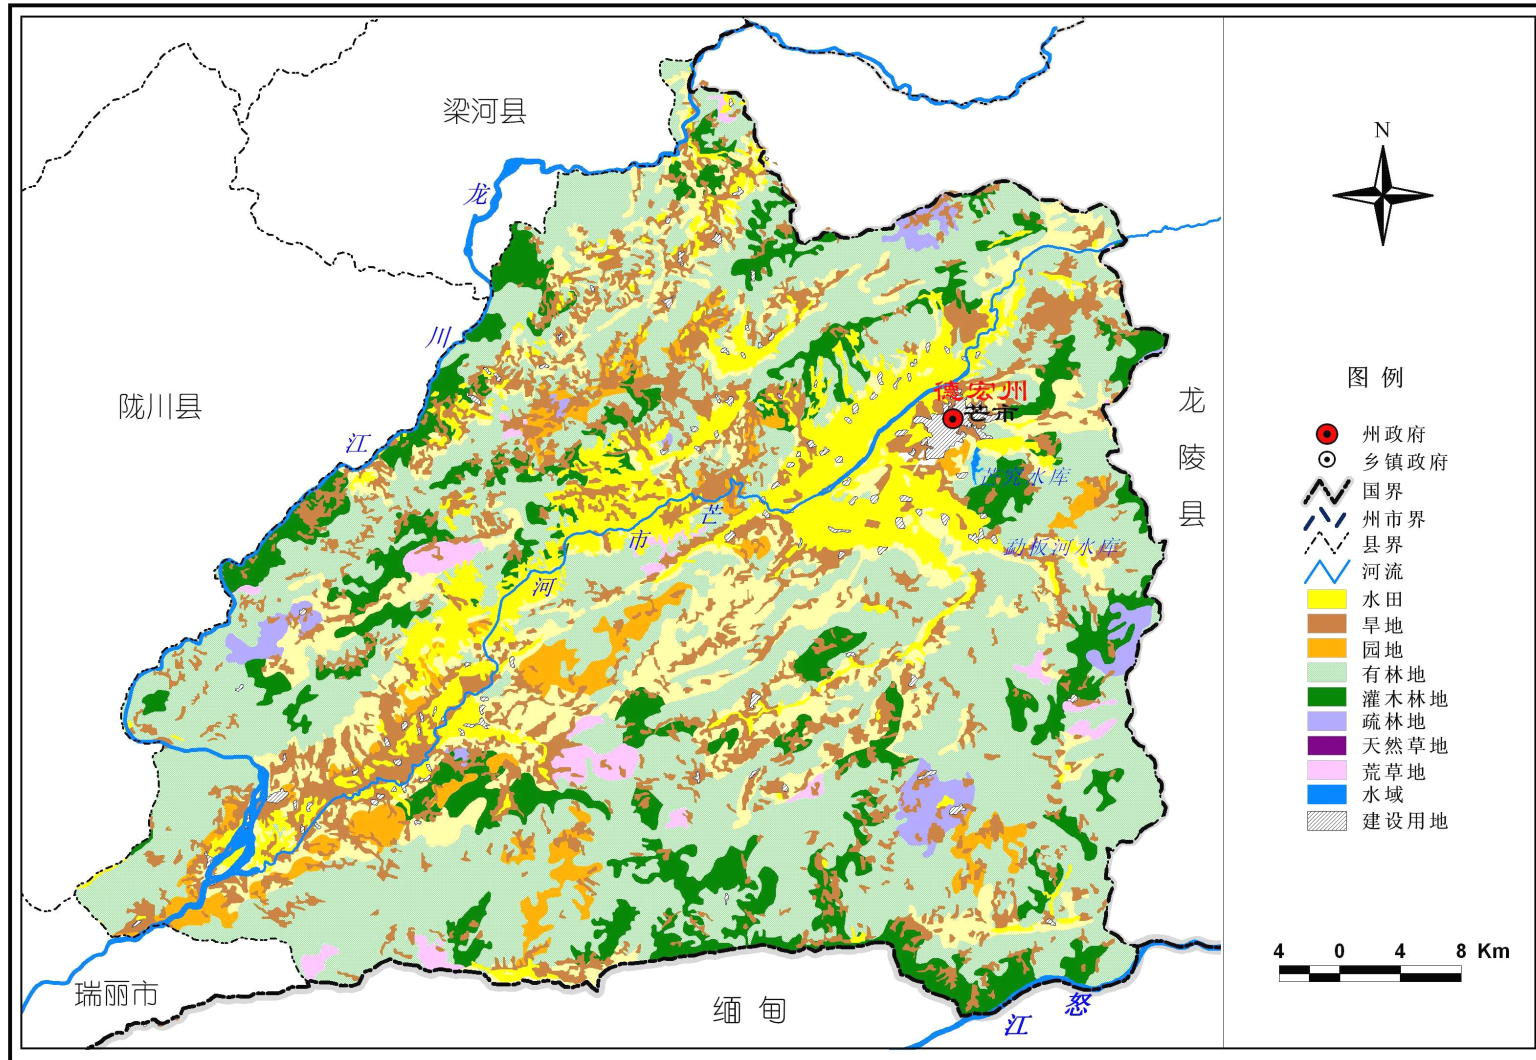 梁河县
龙
川
江
陇川县
德宏州
芒市
芒究水库
勐板河水库
芒
市
河
龙
陵
县
瑞丽市
缅甸
怒
江
N
图例
州政府
乡镇政府
国界
州市界
县界
河流
水田
旱地
园地
有林地
灌木林地
疏林地
天然草地
荒草地
水域
建设用地
4 0 4 8 Km